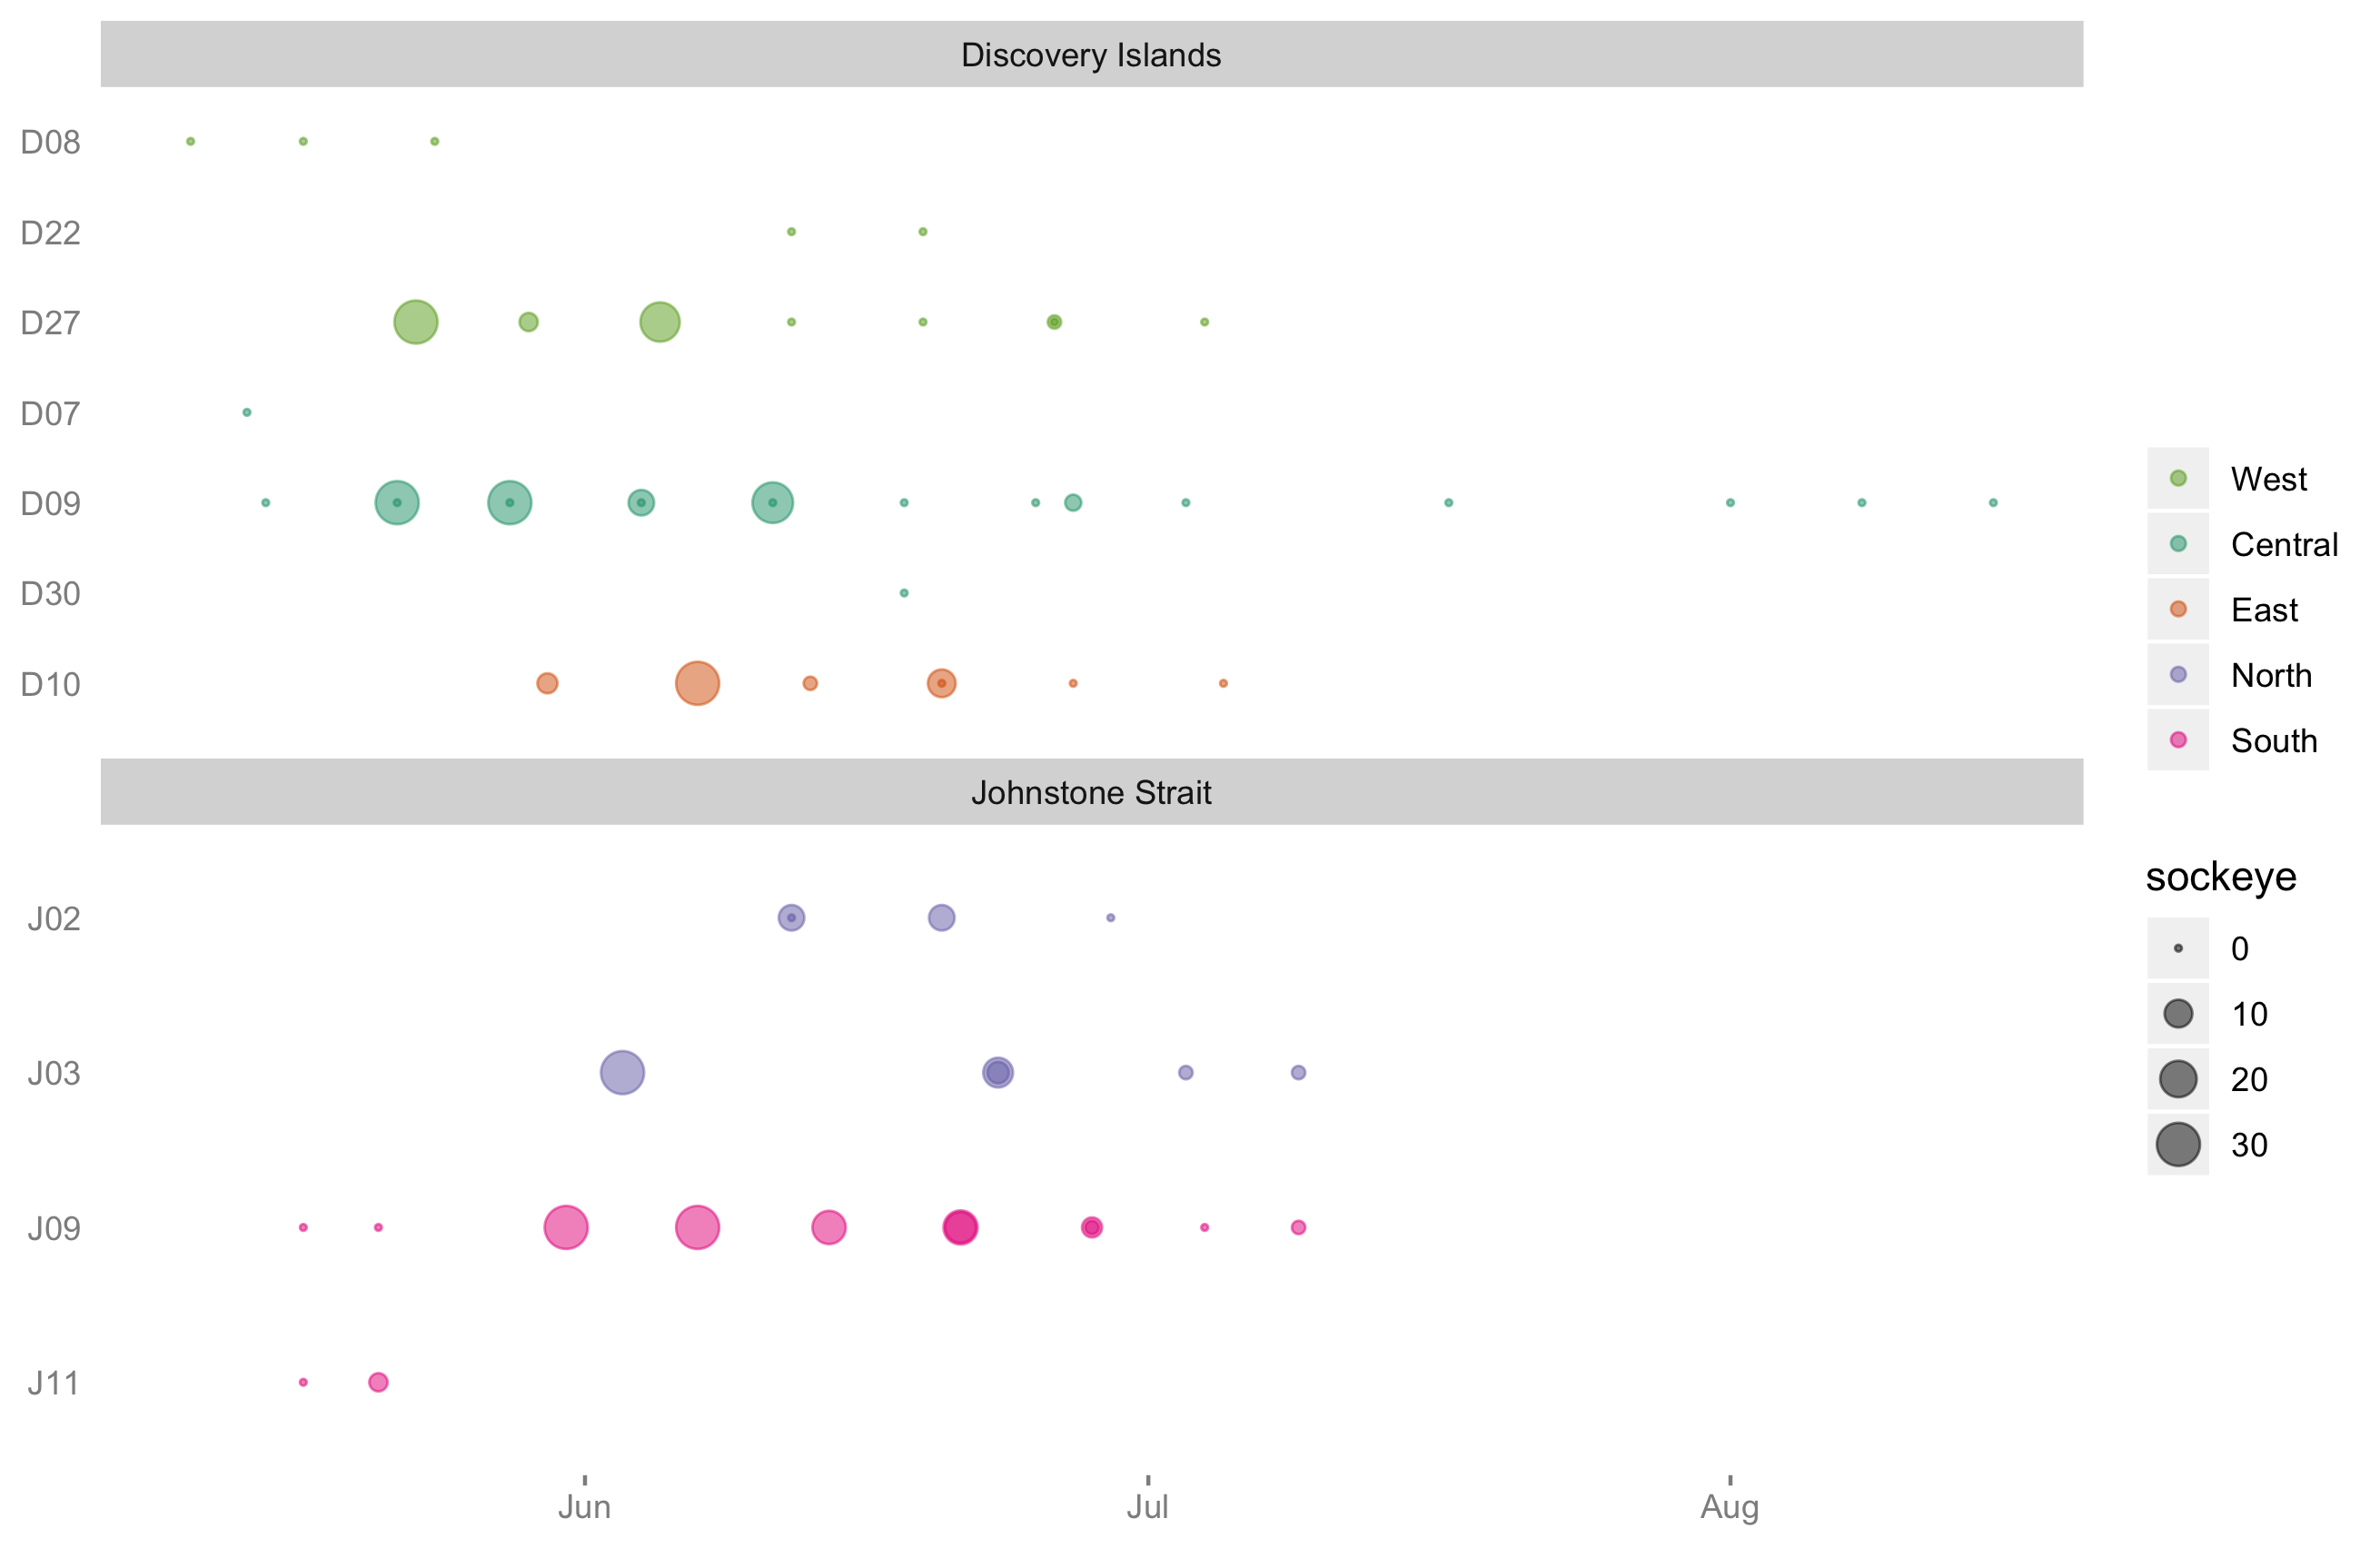 Discovery Islands
D08
D22
D27
D07
D09
D30
D10
Johnstone Strait
J02
J03
J09
J11
Jun Jul Aug
West
Central
East
North
South
sockeye
0
10
20
30